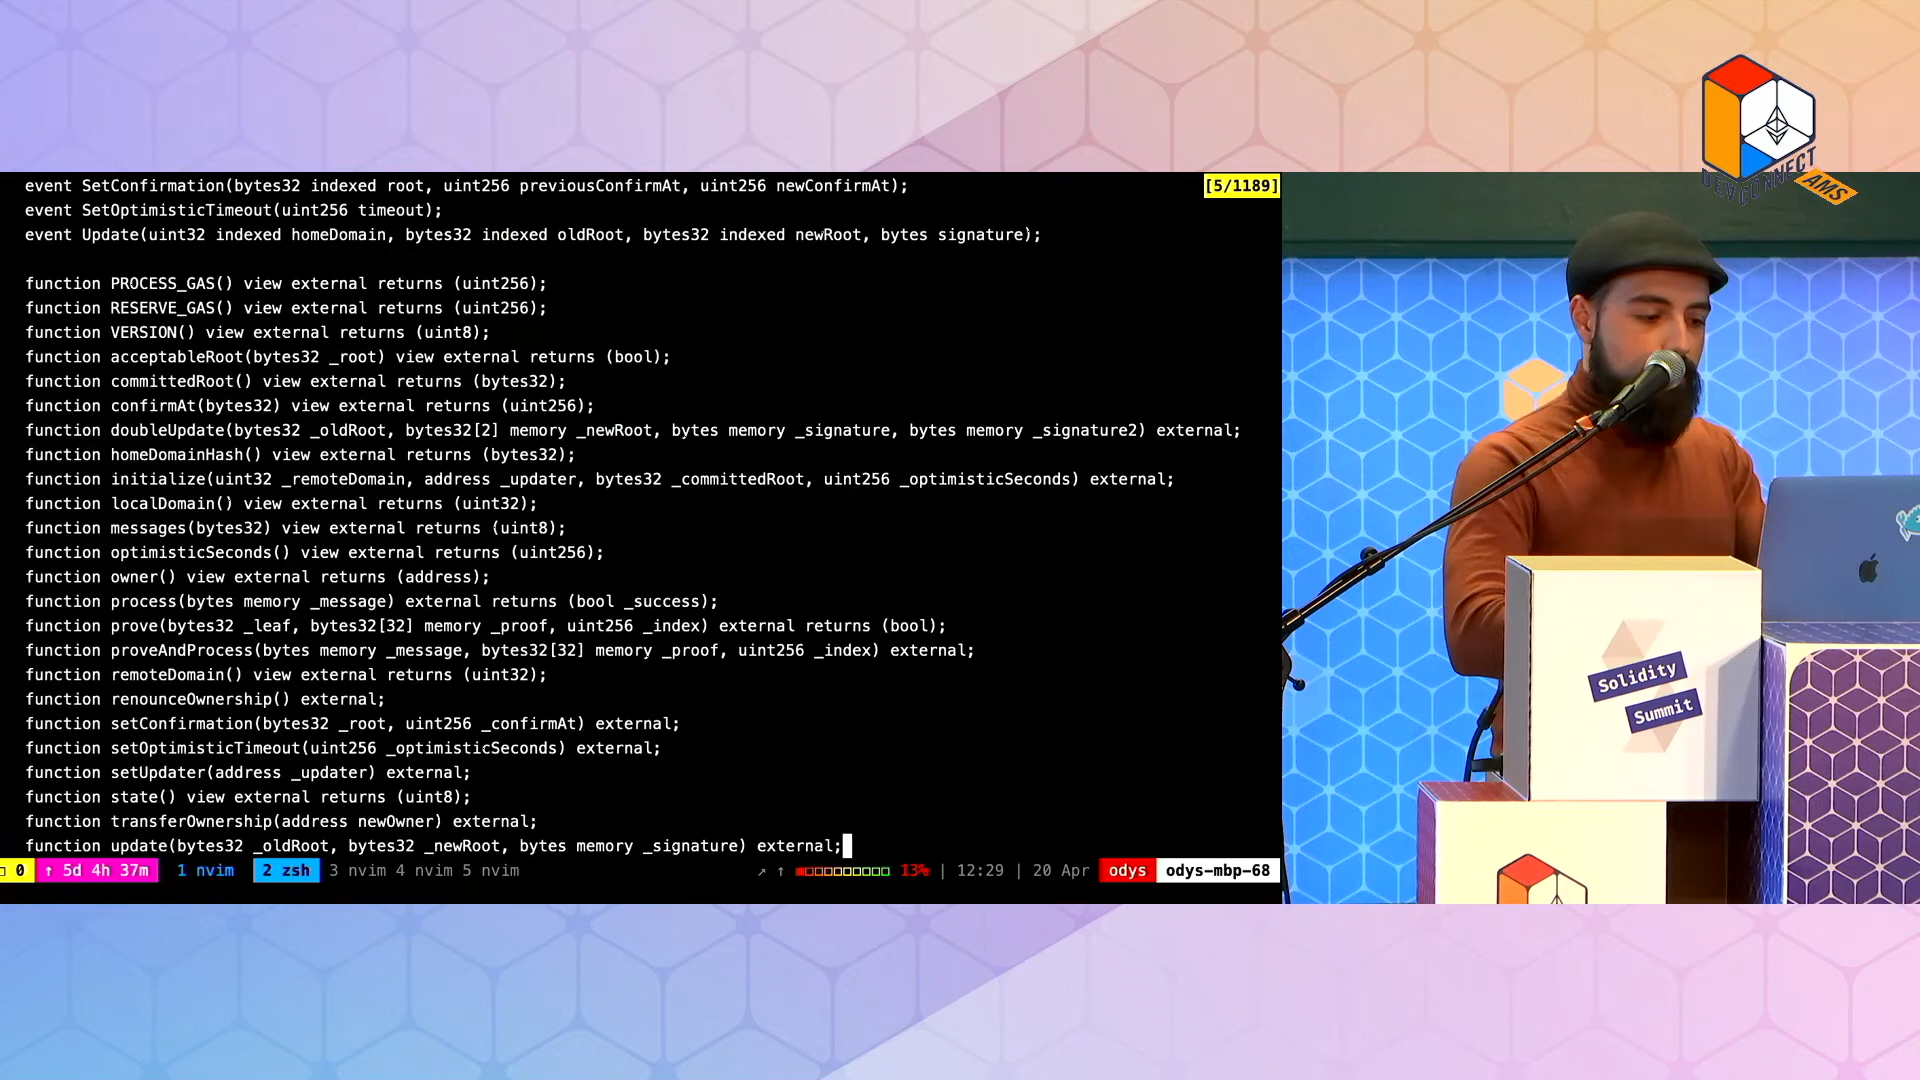 event SetConfirmation(bytes32 indexed root, uint256 previousConfirmAt, uint256 newConfirmAt); [5/1189]
event SetOptimisticTimeout(uint256 timeout);
event Update(uint32 indexed homeDomain, bytes32 indexed oldRoot, bytes32 indexed newRoot, bytes signature);
function PROCESS_GAS() view external returns (uint256);
function RESERVE_GAS() view external returns (uint256);
function VERSION() view external returns (uint8);
function acceptableRoot(bytes32 _root) view external returns (bool);
function committedRoot() view external returns (bytes32);
function confirmAt(bytes32) view external returns (uint256);
function doubleUpdate(bytes32 _oldRoot, bytes32[2] memory _newRoot, bytes memory _signature, bytes memory _signature2) external;
function homeDomainHash() view external returns (bytes32);
function initialize(uint32 _remoteDomain, address _updater, bytes32 _committedRoot, uint256 _optimisticSeconds) external;
function localDomain() view external returns (uint32);
function messages(bytes32) view external returns (uint8);
function optimisticSeconds() view external returns (uint256);
function owner() view external returns (address);
function process(bytes memory _message) external returns (bool _success);
function prove(bytes32 _leaf, bytes32[32] memory _proof, uint256 _index) external returns (bool);
function proveAndProcess(bytes memory _message, bytes32[32] memory _proof, uint256 _index) external;
function remoteDomain() view external returns (uint32);
function renounceOwnership() external;
function setConfirmation(bytes32 _root, uint256 _confirmAt) external;
function setOptimisticTimeout(uint256 _optimisticSeconds) external;
function setUpdater(address _updater) external;
function state() view external returns (uint8);
function transferOwnership(address newOwner) external;
function update(bytes32 _oldRoot, bytes32 _newRoot, bytes memory _signature) external;
0 ↑ 5d 4h 37m 1 nvim 2 zsh 3 nvim 4 nvim 5 nvim ↗ ↑ 13% | 12:29 | 20 Apr odys odys-mbp-68
DEVCONNECT
AMS
Solidity
Summit